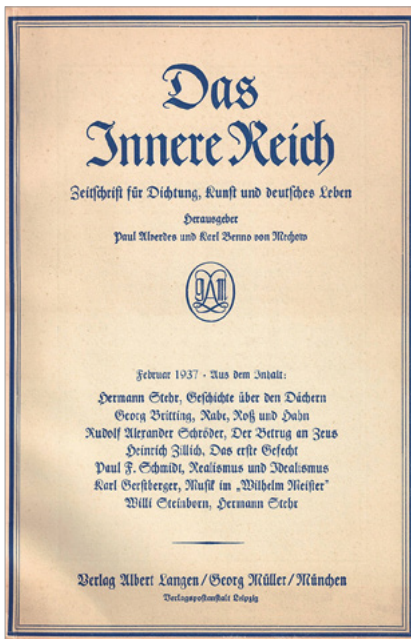 Das
Innere Reich
Zeitschrift für Dichtung, Kunst und deutsches Leben
Herausgeber
Paul Alverdes und Karl Benno von Mechow
Februar 1937 · Aus dem Inhalt:
Hermann Stehr, Geschichte über den Dächern
Georg Britting, Rabe, Roß und Hahn
Rudolf Alexander Schröder, Der Betrug an Zeus
Heinrich Zillich, Das erste Gefecht
Paul F. Schmidt, Realismus und Idealismus
Karl Gerstberger, Musik im „Wilhelm Meister“
Willi Steinborn, Hermann Stehr
Verlag Albert Langen / Georg Müller / München
Verlagspostanstalt Leipzig